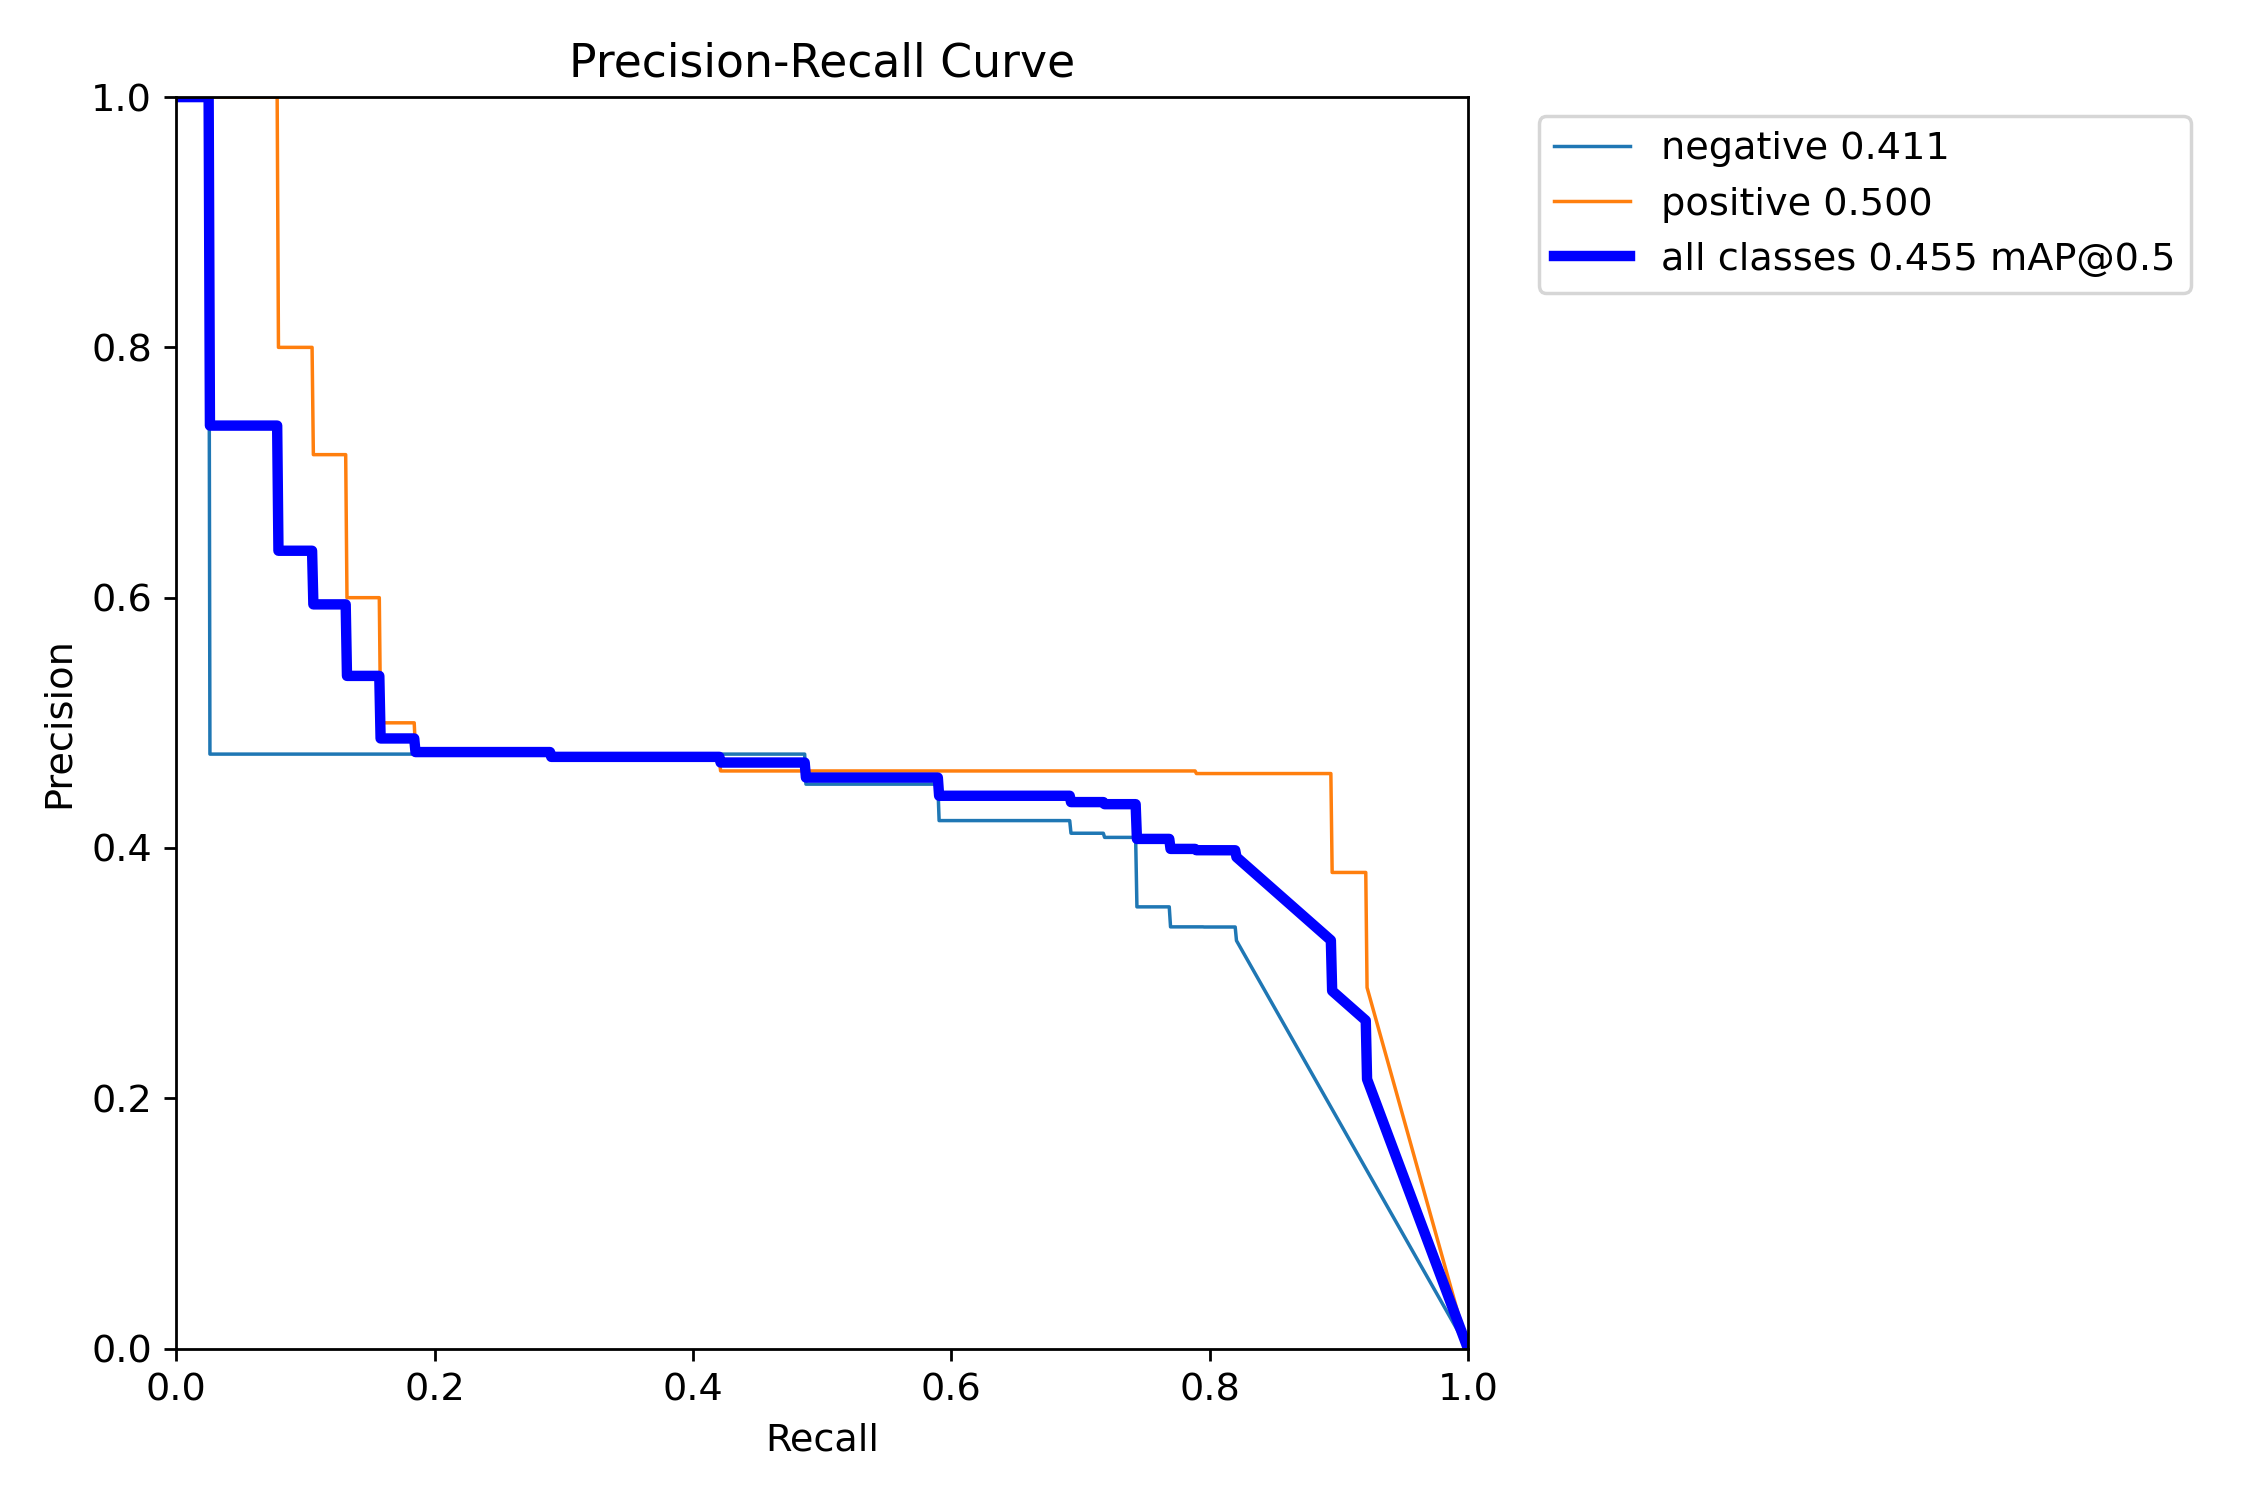 Precision-Recall Curve
negative 0.411
positive 0.500
all classes 0.455 mAP@0.5
1.0
0.8
0.6
0.4
0.2
0.0
Precision
0.0 0.2 0.4 0.6 0.8 1.0
Recall